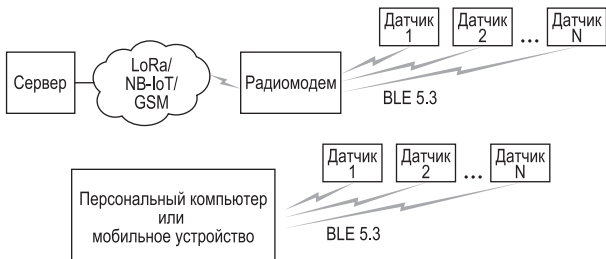 Датчик 1
Датчик 2
...
Датчик N
Сервер
LoRa/
NB-IoT/
GSM
Радиомодем
BLE 5.3
Датчик 1
Датчик 2
...
Датчик N
Персональный компьютер
или
мобильное устройство
BLE 5.3